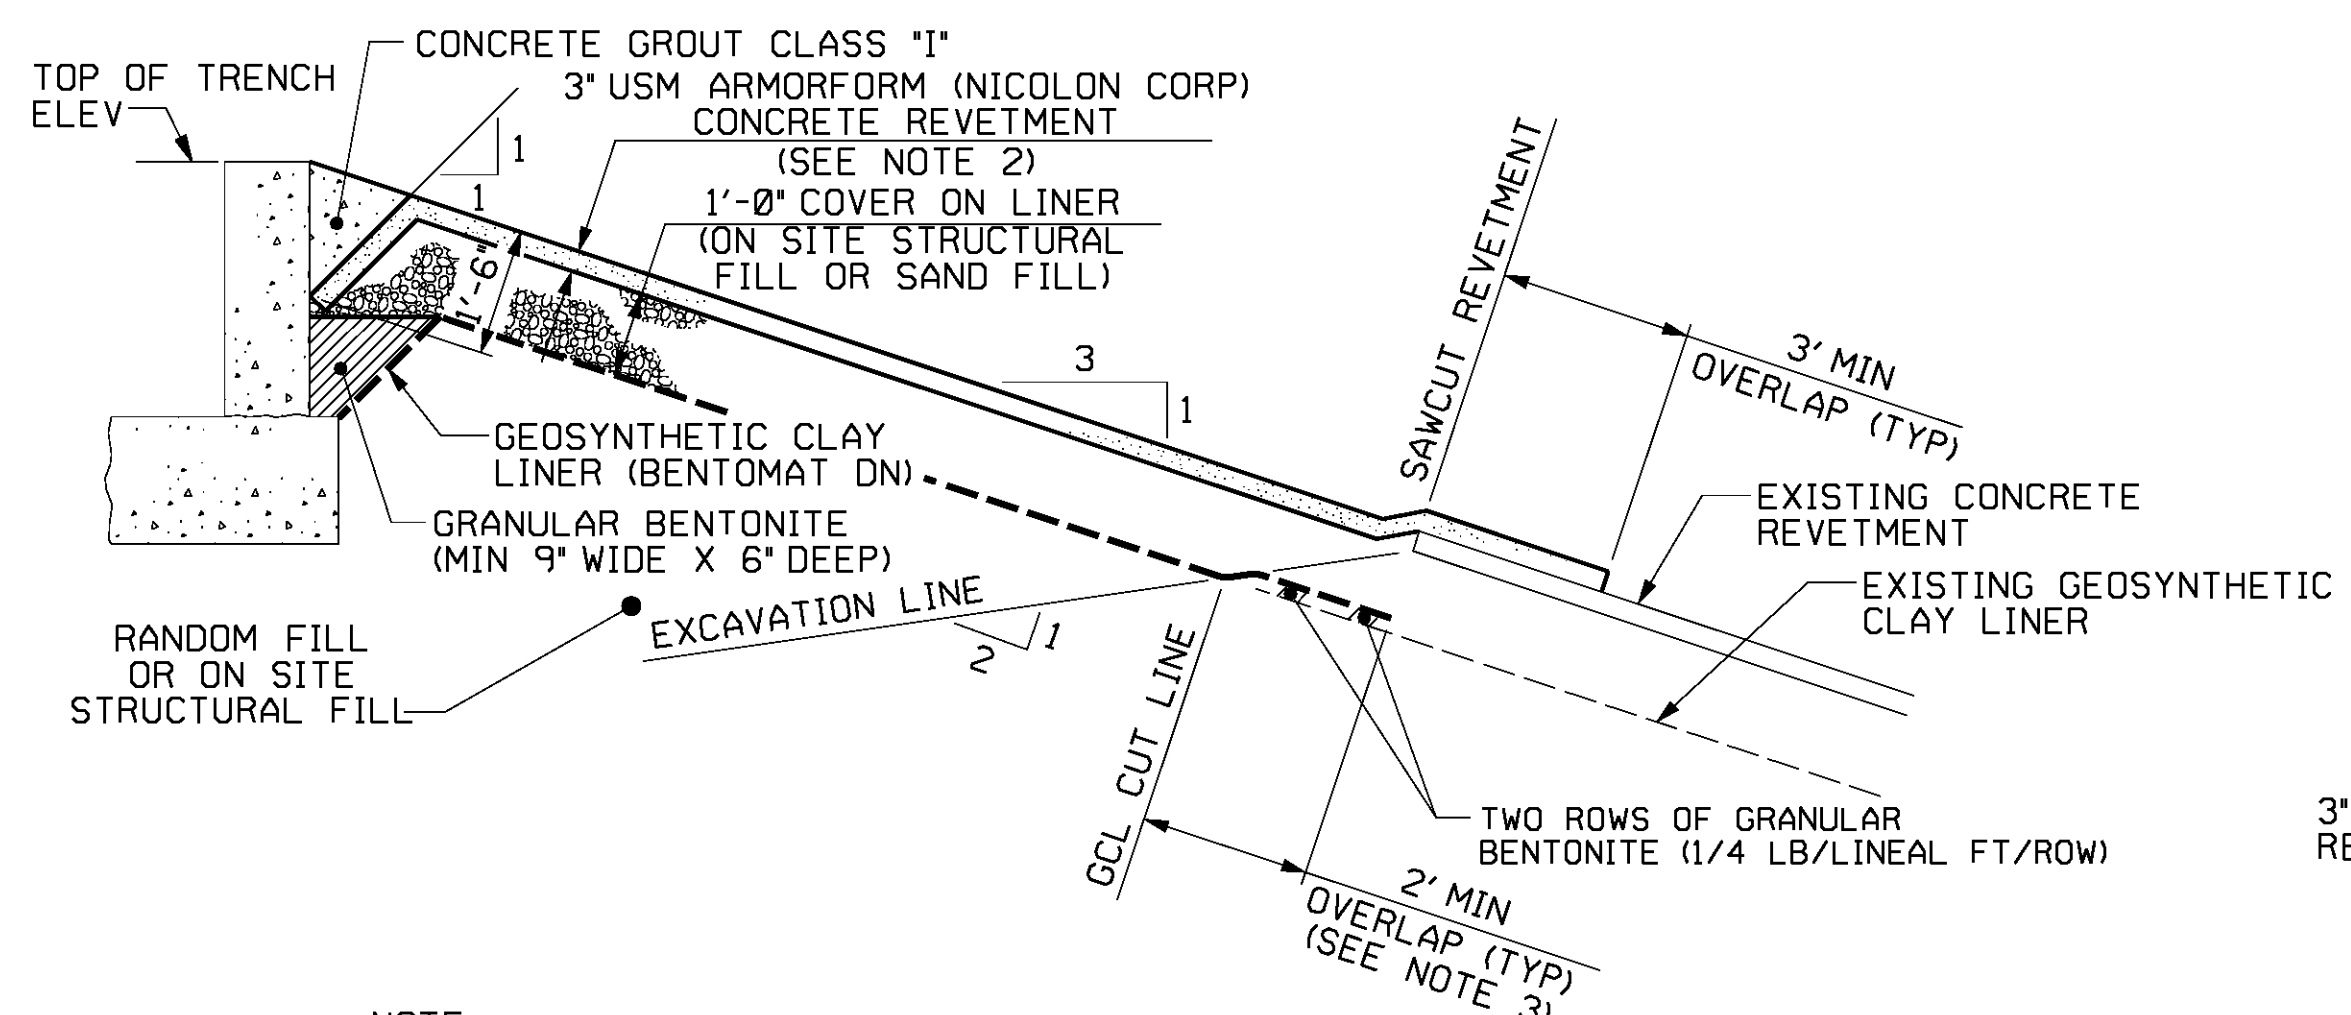 CONCRETE GROUT CLASS "I"
TOP OF TRENCH
ELEV
3" USM ARMORFORM (NICOLON CORP)
CONCRETE REVETMENT
(SEE NOTE 2)
1'-0" COVER ON LINER
(ON SITE STRUCTURAL
FILL OR SAND FILL)
1
1
1'-6"
3
1
SAWCUT REVETMENT
3' MIN
OVERLAP (TYP)
GEOSYNTHETIC CLAY
LINER (BENTOMAT DN)
GRANULAR BENTONITE
(MIN 9" WIDE X 6" DEEP)
EXISTING CONCRETE
REVETMENT
EXISTING GEOSYNTHETIC
CLAY LINER
EXCAVATION LINE
1
2
RANDOM FILL
OR ON SITE
STRUCTURAL FILL
GCL CUT LINE
TWO ROWS OF GRANULAR
BENTONITE (1/4 LB/LINEAL FT/ROW)
2' MIN
OVERLAP (TYP)
(SEE NOTE 3)
3"
NOTE